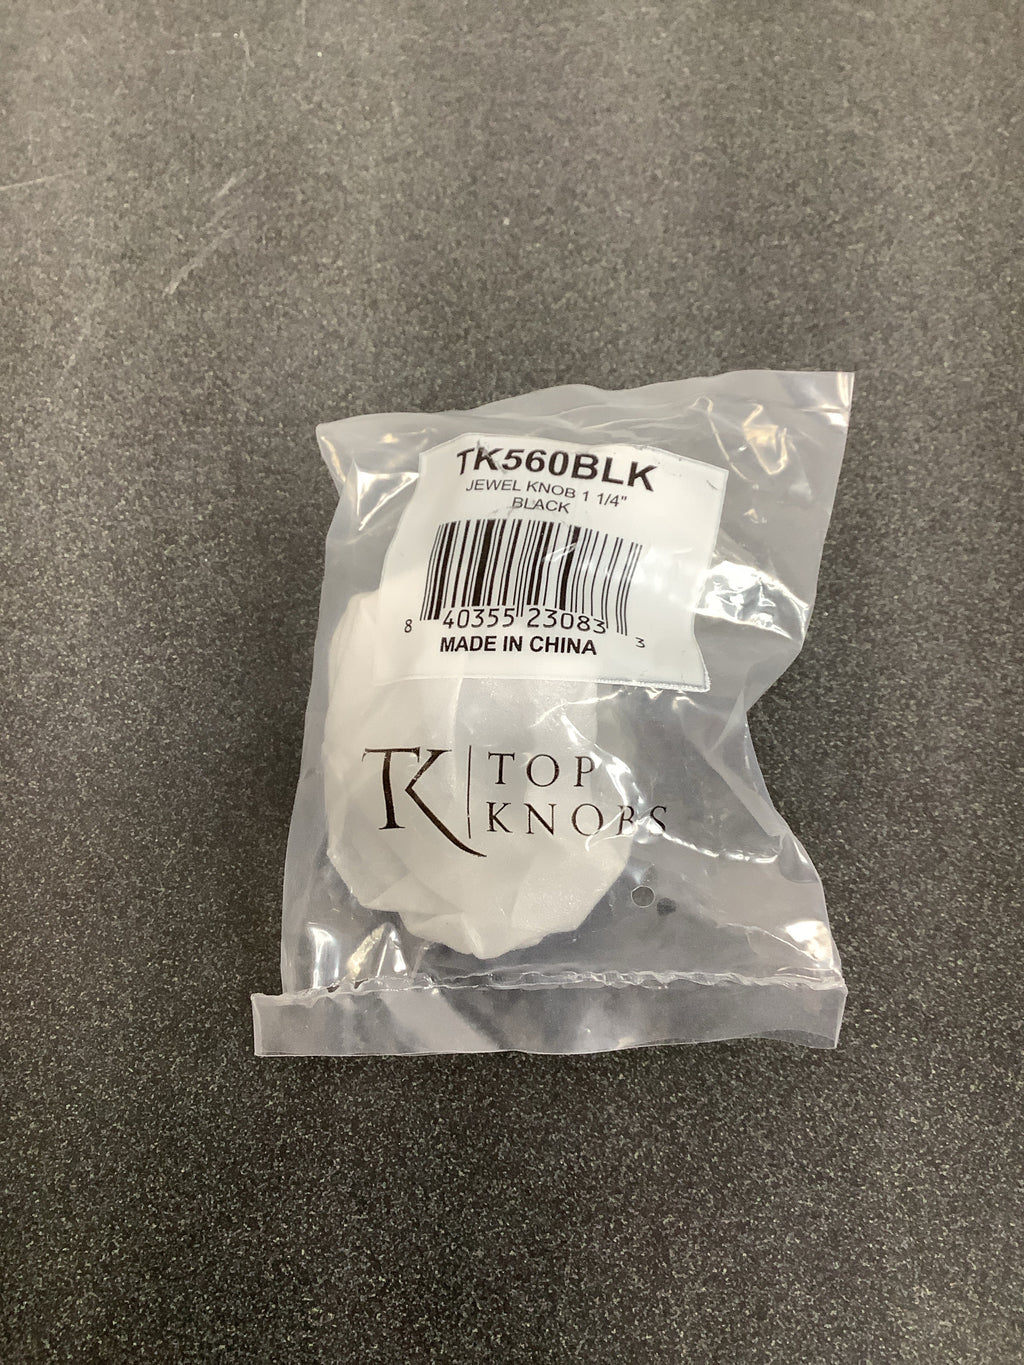 TK560BLK
JEWEL KNOB 1 1/4"
BLACK
8 40355 23083 3
MADE IN CHINA
TK TOP
KNOBS